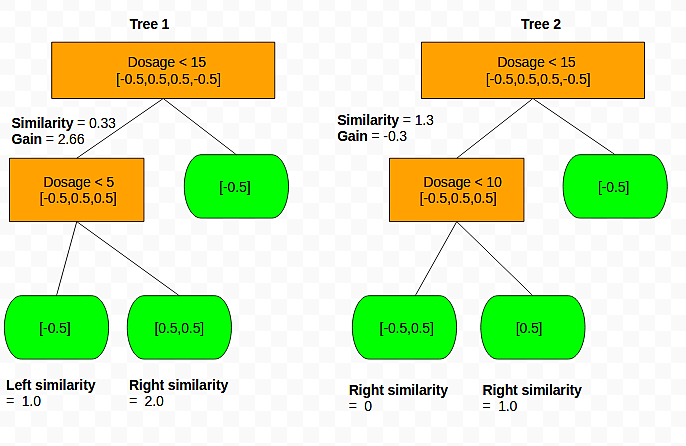 Tree 1
Dosage < 15
[-0.5,0.5,0.5,-0.5]
Similarity = 0.33
Gain = 2.66
Dosage < 5
[-0.5,0.5,0.5]
[-0.5]
[-0.5]
[0.5,0.5]
Left similarity
= 1.0
Right similarity
= 2.0
Tree 2
Dosage < 15
[-0.5,0.5,0.5,-0.5]
Similarity = 1.3
Gain = -0.3
Dosage < 10
[-0.5,0.5,0.5]
[-0.5]
[-0.5,0.5]
[0.5]
Right similarity
= 0
Right similarity
= 1.0